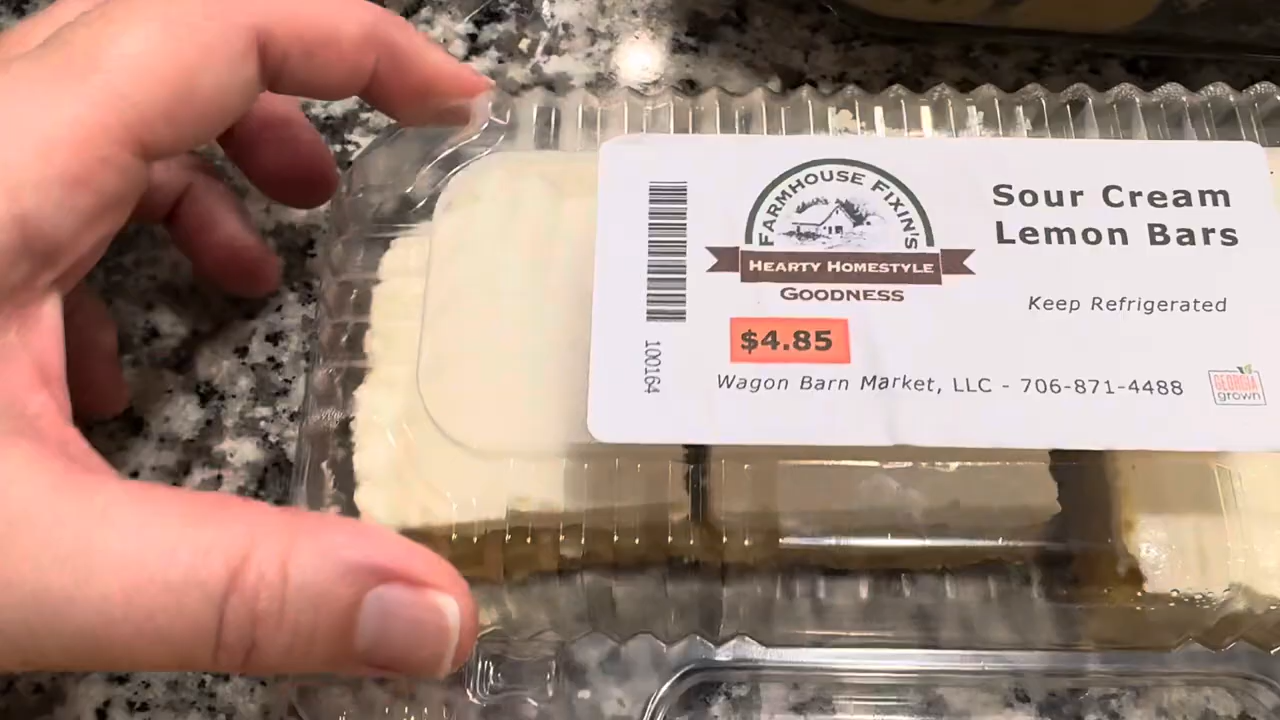 FARMHOUSE FIXIN'S
HEARTY HOMESTYLE
GOODNESS
Sour Cream
Lemon Bars
Keep Refrigerated
$4.85
100164
Wagon Barn Market, LLC - 706-871-4488
GEORGIA
grown